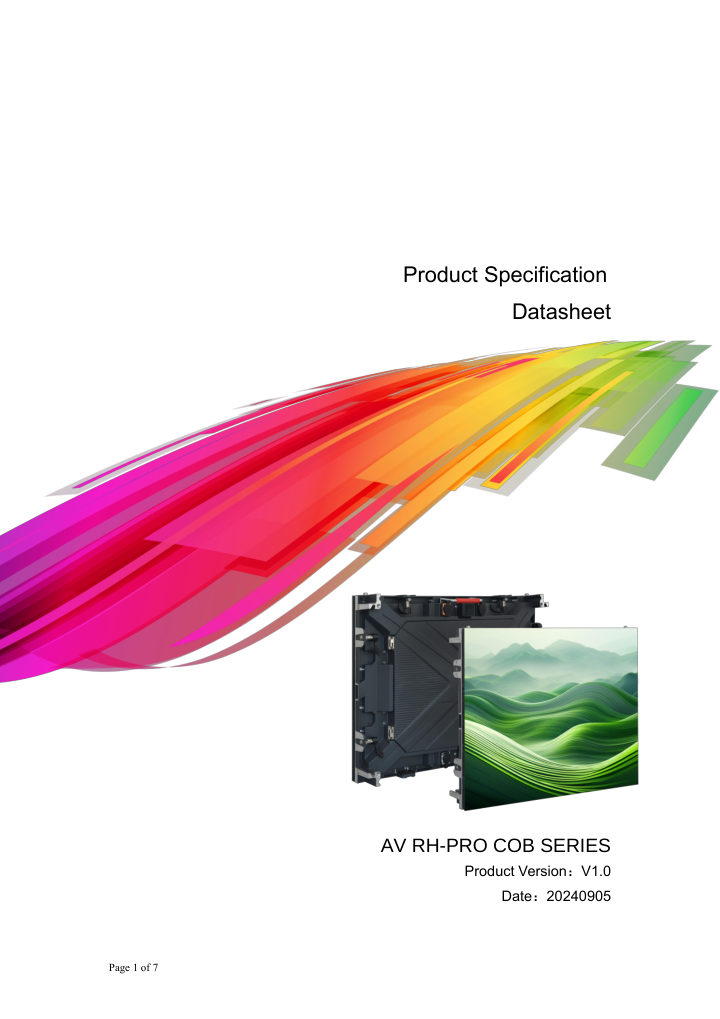 Product Specification
Datasheet
AV RH-PRO COB SERIES
Product Version：V1.0
Date：20240905
Page 1 of 7